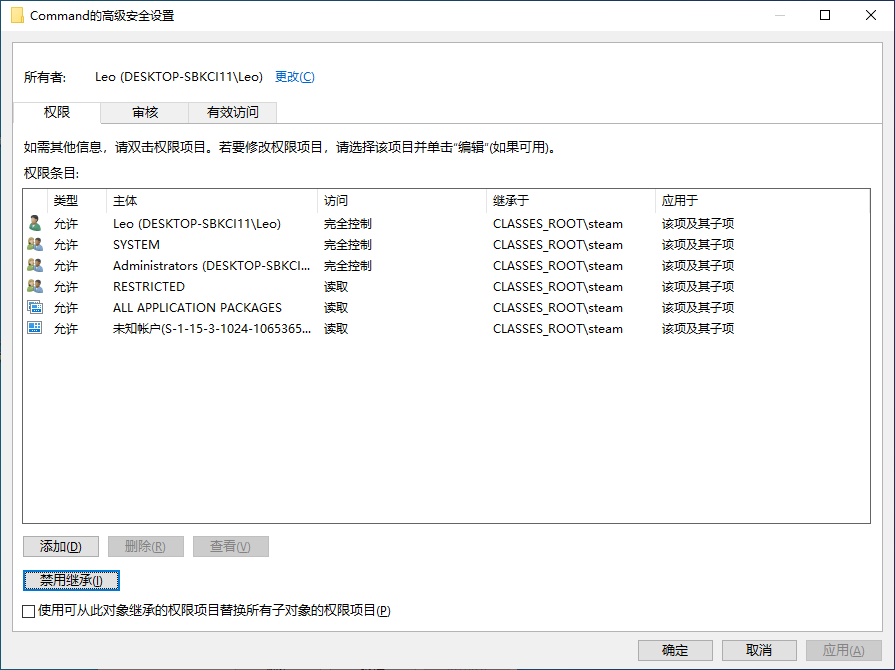 Command的高级安全设置
所有者: Leo (DESKTOP-SBKCI11\Leo) 更改(C)
权限 审核 有效访问
如需其他信息，请双击权限项目。若要修改权限项目，请选择该项目并单击“编辑”(如果可用)。
权限条目:
类型 主体 访问 继承于 应用于
允许 Leo (DESKTOP-SBKCI11\Leo) 完全控制 CLASSES_ROOT\steam 该项及其子项
允许 SYSTEM 完全控制 CLASSES_ROOT\steam 该项及其子项
允许 Administrators (DESKTOP-SBKCI... 完全控制 CLASSES_ROOT\steam 该项及其子项
允许 RESTRICTED 读取 CLASSES_ROOT\steam 该项及其子项
允许 ALL APPLICATION PACKAGES 读取 CLASSES_ROOT\steam 该项及其子项
允许 未知帐户(S-1-15-3-1024-1065365... 读取 CLASSES_ROOT\steam 该项及其子项
添加(D) 删除(R) 查看(V)
禁用继承(I)
使用可从此对象继承的权限项目替换所有子对象的权限项目(P)
确定 取消 应用(A)